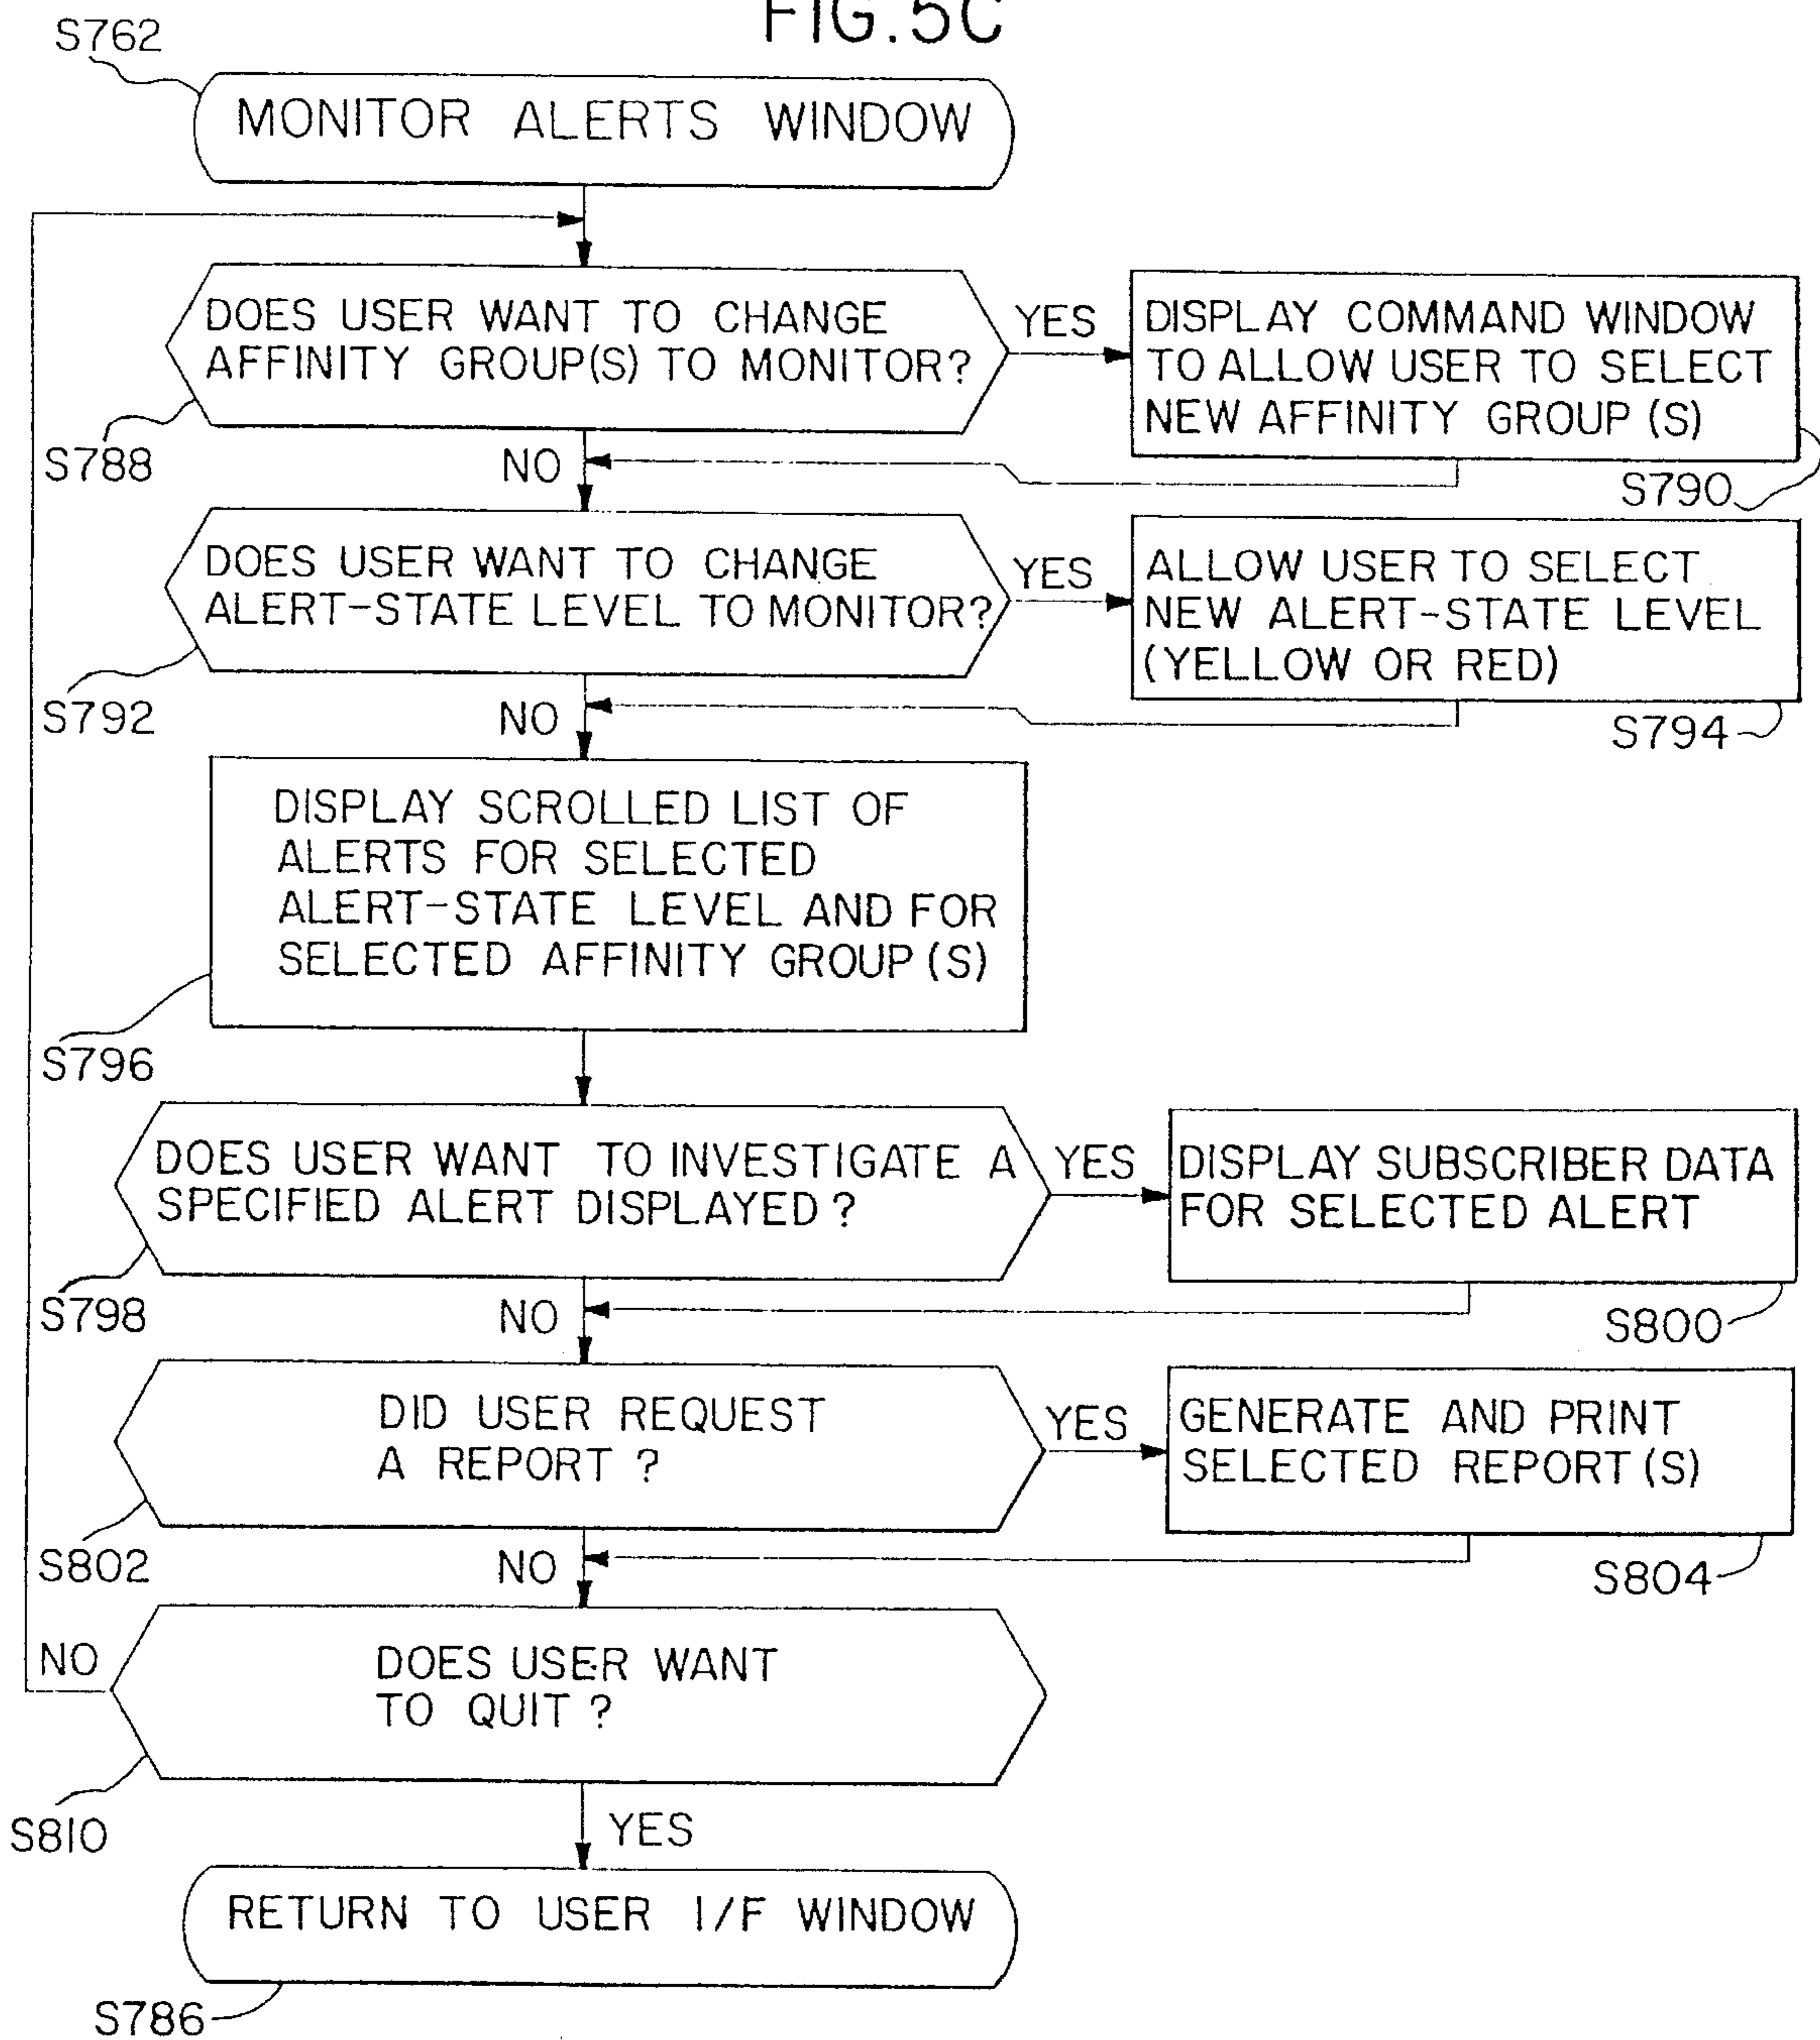 FIG.5C
S762
MONITOR ALERTS WINDOW
DOES USER WANT TO CHANGE
AFFINITY GROUP(S) TO MONITOR?
YES
DISPLAY COMMAND WINDOW
TO ALLOW USER TO SELECT
NEW AFFINITY GROUP (S)
S788
NO
S790
DOES USER WANT TO CHANGE
ALERT-STATE LEVEL TO MONITOR?
YES
ALLOW USER TO SELECT
NEW ALERT-STATE LEVEL
(YELLOW OR RED)
S792
NO
S794
DISPLAY SCROLLED LIST OF
ALERTS FOR SELECTED
ALERT-STATE LEVEL AND FOR
SELECTED AFFINITY GROUP (S)
S796
DOES USER WANT TO INVESTIGATE A
SPECIFIED ALERT DISPLAYED ?
YES
DISPLAY SUBSCRIBER DATA
FOR SELECTED ALERT
S798
NO
S800
DID USER REQUEST
A REPORT ?
YES
GENERATE AND PRINT
SELECTED REPORT (S)
S802
NO
S804
NO
DOES USER WANT
TO QUIT ?
S810
YES
RETURN TO USER I/F WINDOW
S786